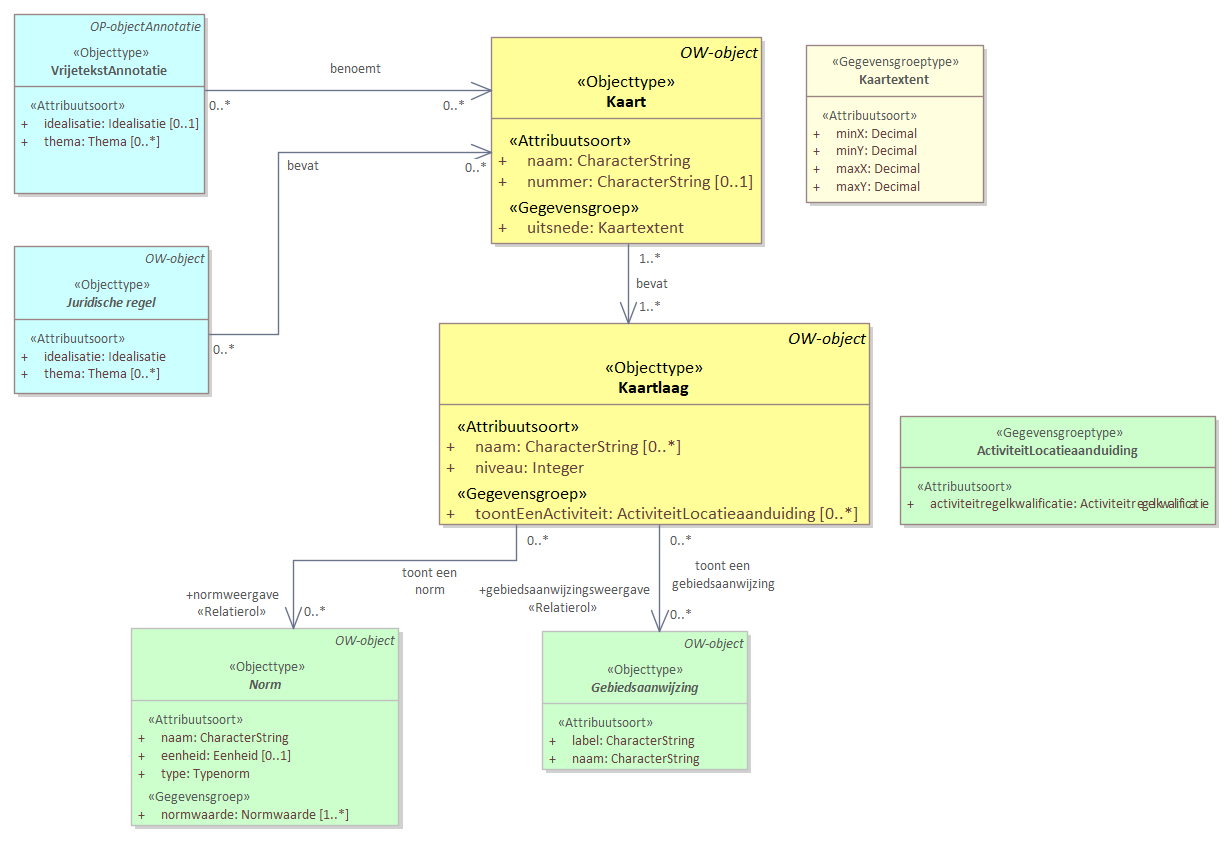 OP-objectAnnotatie
«Objecttype»
VrijetekstAnnotatie
«Attribuutsoort»
+ idealisatie: Idealisatie [0..1]
+ thema: Thema [0..*]
benoemt
0..*
0..*
OW-object
«Objecttype»
Kaart
«Attribuutsoort»
+ naam: CharacterString
+ nummer: CharacterString [0..1]
«Gegevensgroep»
+ uitsnede: Kaartextent
«Gegevensgroeptype»
Kaartextent
«Attribuutsoort»
+ minX: Decimal
+ minY: Decimal
+ maxX: Decimal
+ maxY: Decimal
bevat
0..*
OW-object
«Objecttype»
Juridische regel
«Attribuutsoort»
+ idealisatie: Idealisatie
+ thema: Thema [0..*]
0..*
1..*
bevat
1..*
OW-object
«Objecttype»
Kaartlaag
«Attribuutsoort»
+ naam: CharacterString [0..*]
+ niveau: Integer
«Gegevensgroep»
+ toontEenActiviteit: ActiviteitLocatieaanduiding [0..*]
«Gegevensgroeptype»
ActiviteitLocatieaanduiding
«Attribuutsoort»
+ activiteitregelkwalificatie: Activiteitregelkwalificatie
0..*
toont een
norm
+normweergave
«Relatierol»
0..*
0..*
toont een
gebiedsaanwijzing
+gebiedsaanwijzingsweergave
«Relatierol»
0..*
OW-object
«Objecttype»
Norm
«Attribuutsoort»
+ naam: CharacterString
+ eenheid: Eenheid [0..1]
+ type: Typenorm
«Gegevensgroep»
+ normwaarde: Normwaarde [1..*]
OW-object
«Objecttype»
Gebiedsaanwijzing
«Attribuutsoort»
+ label: CharacterString
+ naam: CharacterString